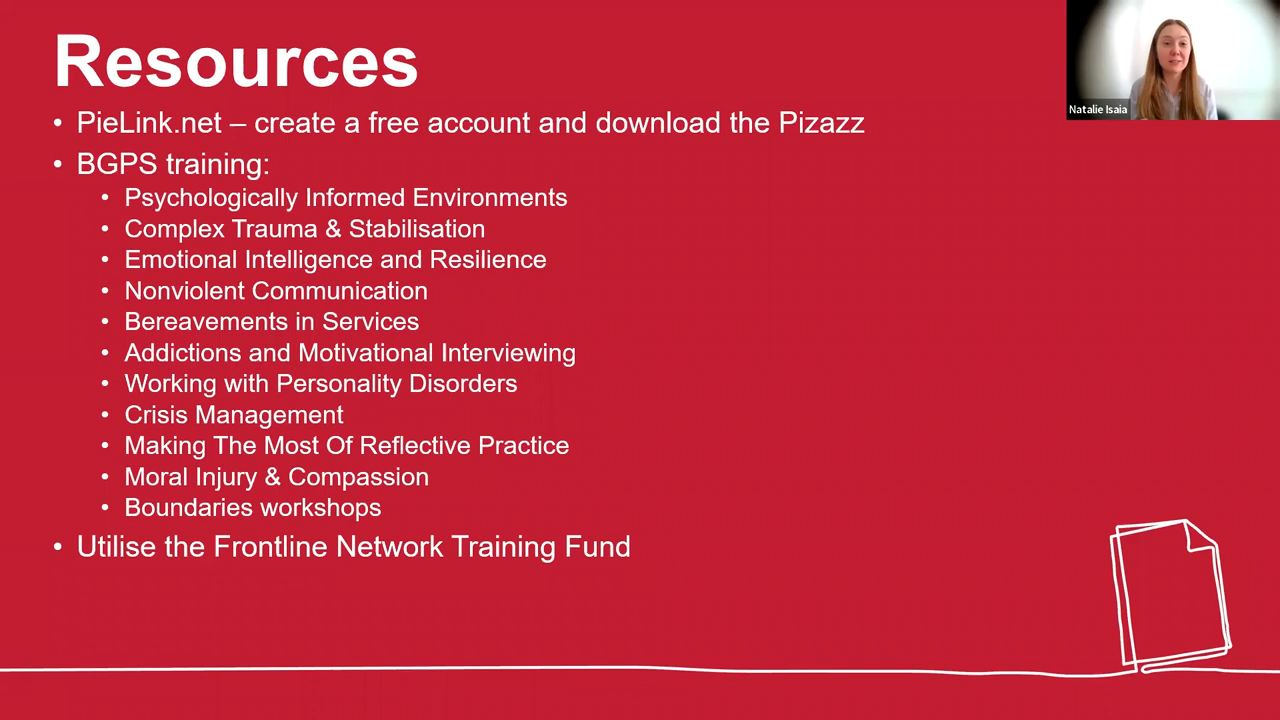 Resources
• PieLink.net – create a free account and download the Pizazz
• BGPS training:
• Psychologically Informed Environments
• Complex Trauma & Stabilisation
• Emotional Intelligence and Resilience
• Nonviolent Communication
• Bereavements in Services
• Addictions and Motivational Interviewing
• Working with Personality Disorders
• Crisis Management
• Making The Most Of Reflective Practice
• Moral Injury & Compassion
• Boundaries workshops
• Utilise the Frontline Network Training Fund
Natalie Isaia